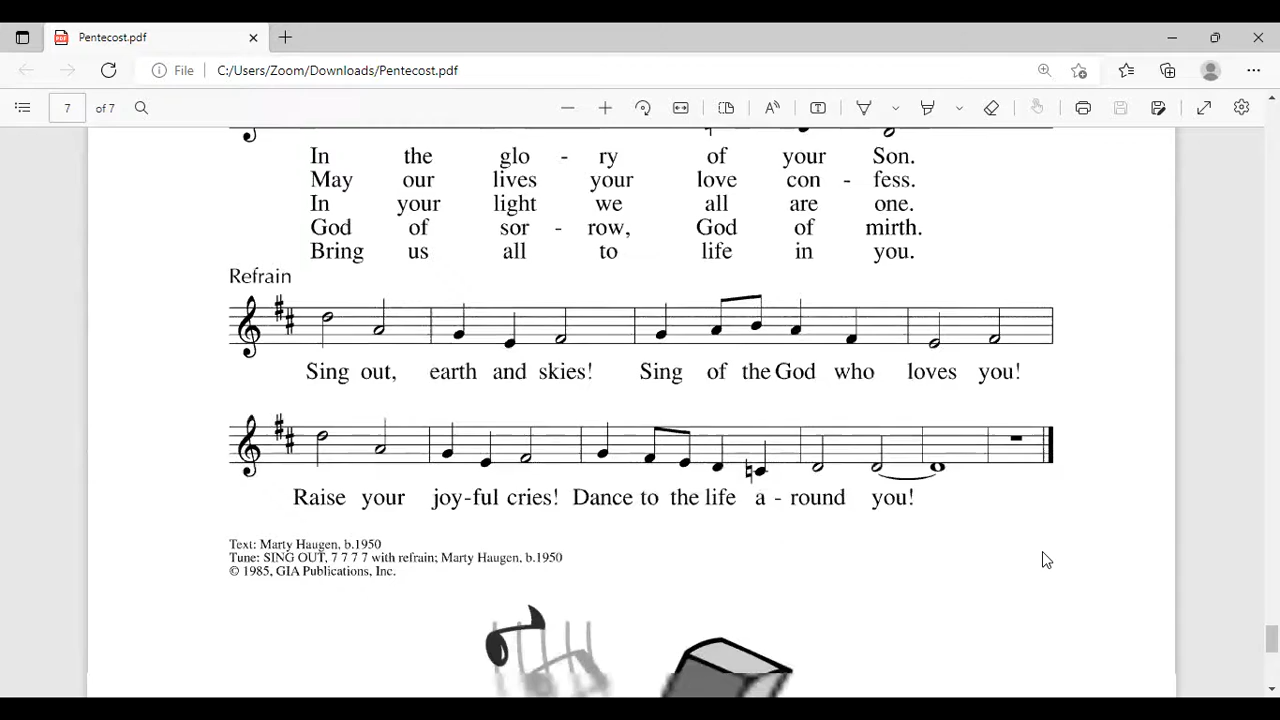 Pentecost.pdf
File C:/Users/Zoom/Downloads/Pentecost.pdf
7 of 7
In the glo - ry of your Son.
May our lives your love con - fess.
In your light we all are one.
God of sor - row, God of mirth.
Bring us all to life in you.
Refrain
Sing out, earth and skies! Sing of the God who loves you!
Raise your joy-ful cries! Dance to the life a - round you!
Text: Marty Haugen, b.1950
Tune: SING OUT, 7 7 7 7 with refrain; Marty Haugen, b.1950
© 1985, GIA Publications, Inc.